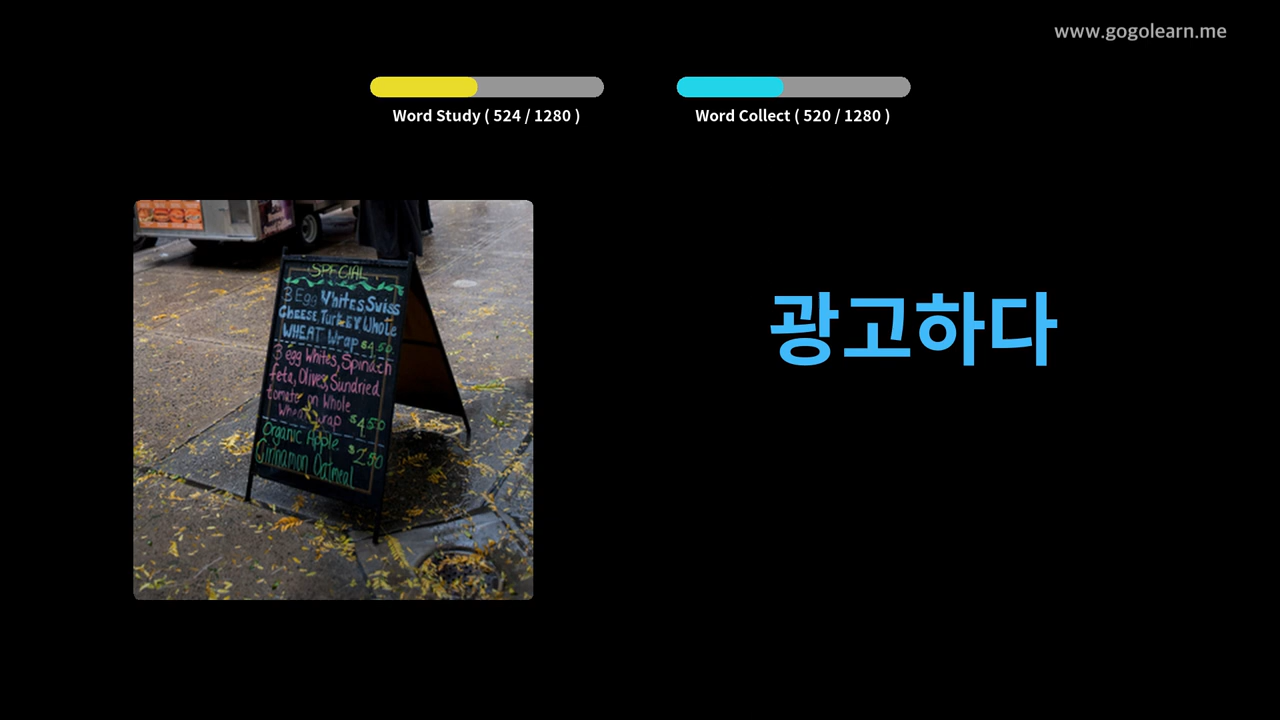 www.gogolearn.me
Word Study ( 524 / 1280 )
Word Collect ( 520 / 1280 )
광고하다
SPECIAL
3 Egg Whites, Swiss
Cheese, Turkey Whole
WHEAT Wrap $4.50
3 egg Whites, Spinach
feta, Olives, Sundried
tomato on Whole
Wheat Wrap $4.50
Organic Apple
Cinnamon Oatmeal $2.50